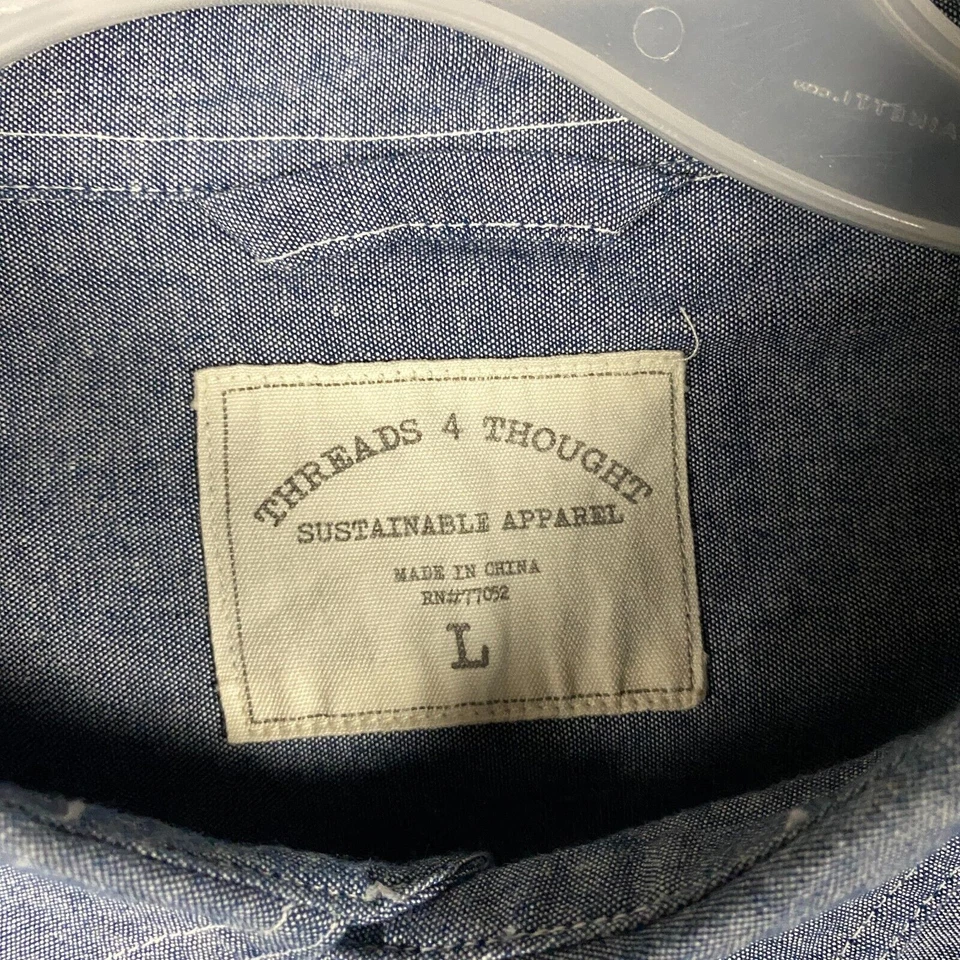 THREADS 4 THOUGHT
SUSTAINABLE APPAREL
MADE IN CHINA
RN#77052
L